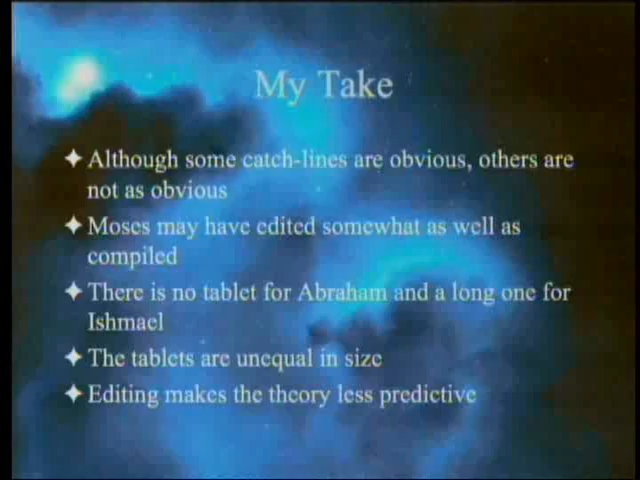 My Take
Although some catch-lines are obvious, others are
not as obvious
Moses may have edited somewhat as well as
compiled
There is no tablet for Abraham and a long one for
Ishmael
The tablets are unequal in size
Editing makes the theory less predictive